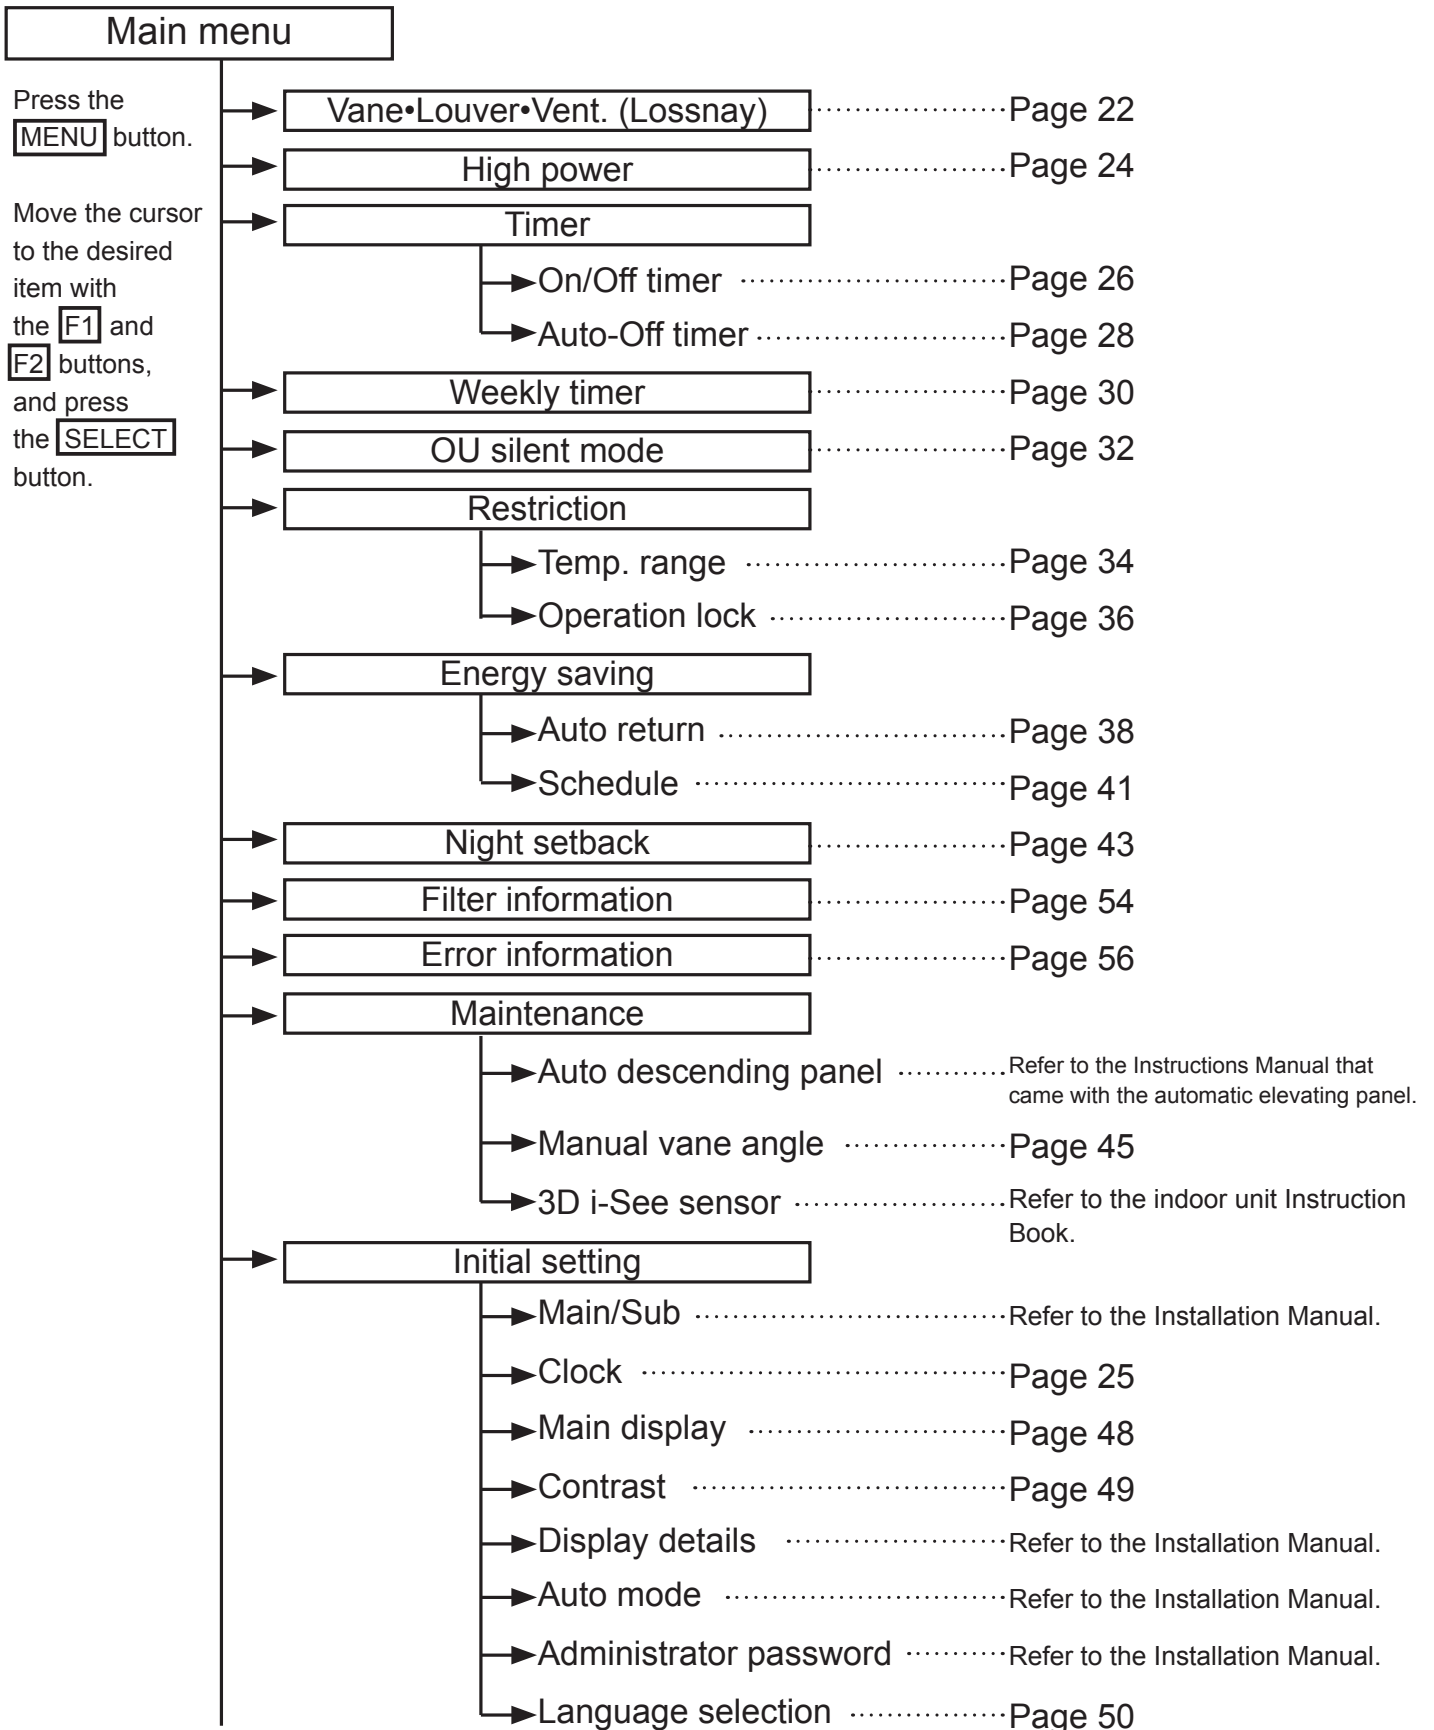 Main menu
Press the
MENU button.
Move the cursor
to the desired
item with
the F1 and
F2 buttons,
and press
the SELECT
button.
Vane•Louver•Vent. (Lossnay) Page 22
High power Page 24
Timer
On/Off timer Page 26
Auto-Off timer Page 28
Weekly timer Page 30
OU silent mode Page 32
Restriction
Temp. range Page 34
Operation lock Page 36
Energy saving
Auto return Page 38
Schedule Page 41
Night setback Page 43
Filter information Page 54
Error information Page 56
Maintenance
Auto descending panel Refer to the Instructions Manual that
came with the automatic elevating panel.
Manual vane angle Page 45
3D i-See sensor Refer to the indoor unit Instruction
Book.
Initial setting
Main/Sub Refer to the Installation Manual.
Clock Page 25
Main display Page 48
Contrast Page 49
Display details Refer to the Installation Manual.
Auto mode Refer to the Installation Manual.
Administrator password Refer to the Installation Manual.
Language selection Page 50